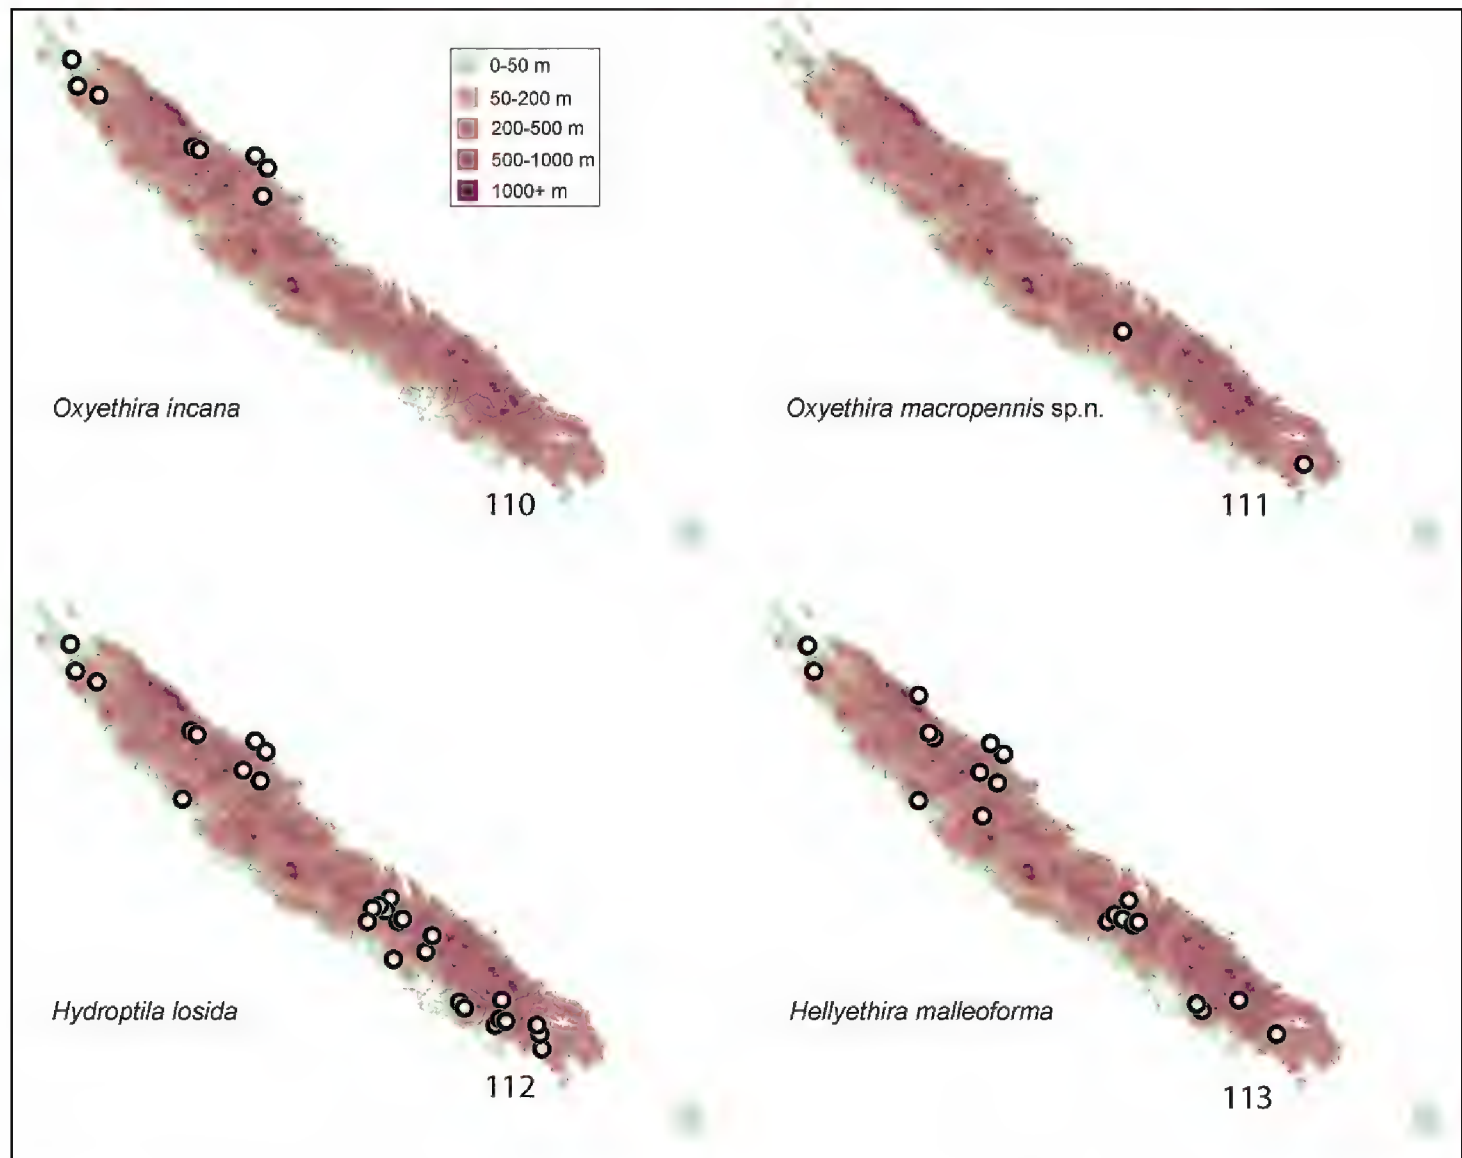 0-50 m
50-200 m
200-500 m
500-1000 m
1000+ m
Oxyethira incana
110
Oxyethira macropennis sp.n.
111
Hydroptila losida
112
Hellyethira malleoforma
113